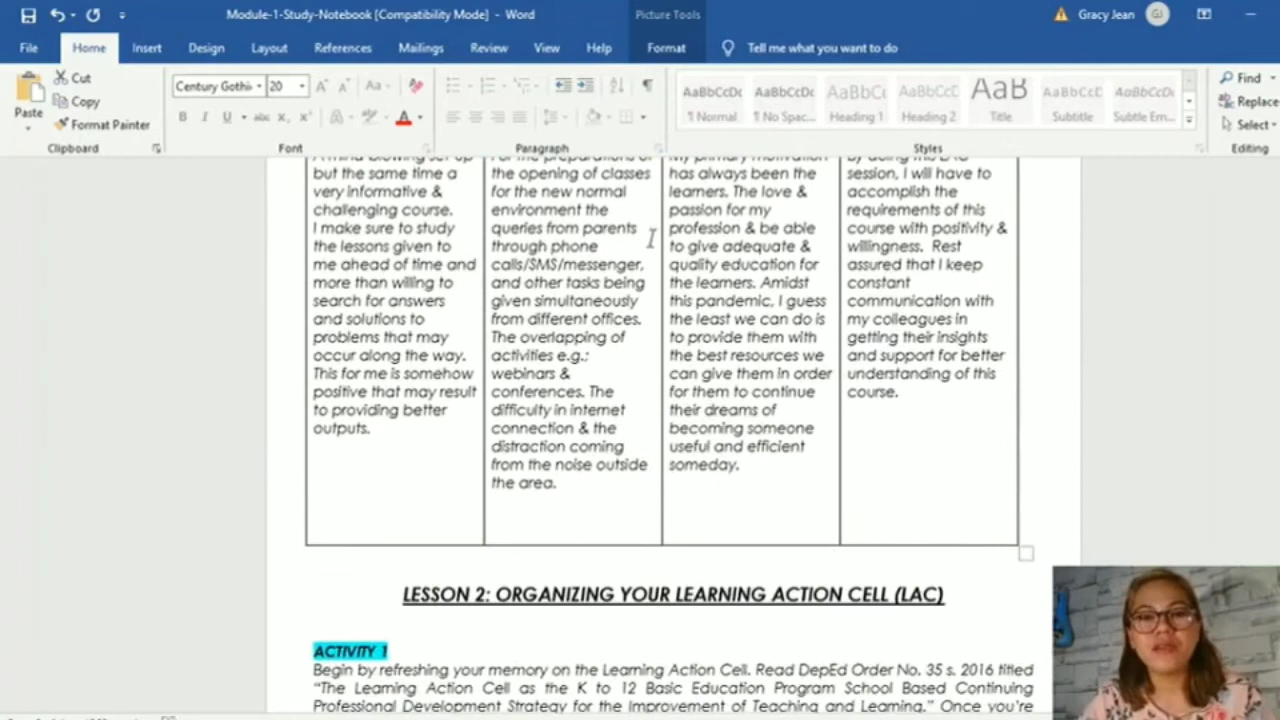 Module-1-Study-Notebook [Compatibility Mode] - Word
Picture Tools
Gracy Jean
GJ
File
Home
Insert
Design
Layout
References
Mailings
Review
View
Help
Format
Tell me what you want to do
Paste
Cut
Copy
Format Painter
Clipboard
Century Gothi
20
Font
Paragraph
AaBbCcDc
¶ Normal
AaBbCcDc
¶ No Spac...
AaBbC
Heading 1
AaBbCcD
Heading 2
AaB
Title
AaBbCcD
Subtitle
AaBbCcDt
Subtle Em...
Styles
Find
Replace
Select
Editing
but the same time a
very informative &
challenging course.
I make sure to study
the lessons given to
me ahead of time and
more than willing to
search for answers
and solutions to
problems that may
occur along the way.
This for me is somehow
positive that may result
to providing better
outputs.
For the preparations of
the opening of classes
for the new normal
environment the
queries from parents
through phone
calls/SMS/messenger,
and other tasks being
given simultaneously
from different offices.
The overlapping of
activities e.g.:
webinars &
conferences. The
difficulty in internet
connection & the
distraction coming
from the noise outside
the area.
My primary motivation
has always been the
learners. The love &
passion for my
profession & be able
to give adequate &
quality education for
the learners. Amidst
this pandemic, I guess
the least we can do is
to provide them with
the best resources we
can give them in order
for them to continue
their dreams of
becoming someone
useful and efficient
someday.
session, I will have to
accomplish the
requirements of this
course with positivity &
willingness. Rest
assured that I keep
constant
communication with
my colleagues in
getting their insights
and support for better
understanding of this
course.
LESSON 2: ORGANIZING YOUR LEARNING ACTION CELL (LAC)
ACTIVITY 1
Begin by refreshing your memory on the Learning Action Cell. Read DepEd Order No. 35 s. 2016 titled
“The Learning Action Cell as the K to 12 Basic Education Program School Based Continuing
Professional Development Strategy for the Improvement of Teaching and Learning.” Once you’re